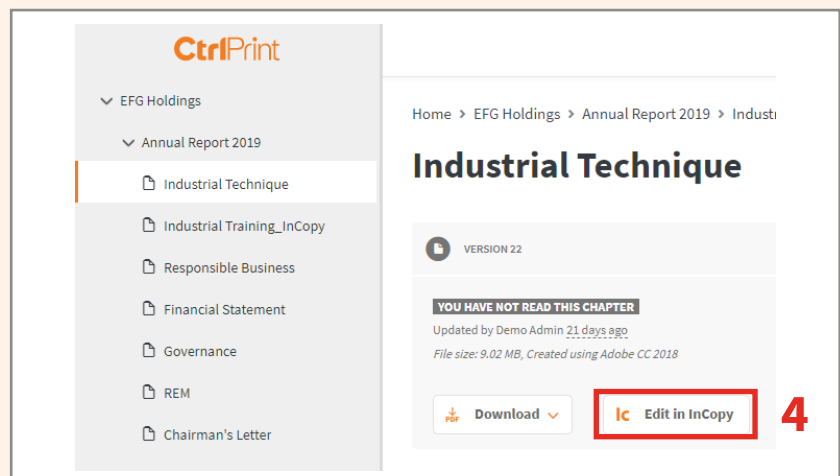 CtrlPrint
EFG Holdings
Annual Report 2019
Industrial Technique
Industrial Training_InCopy
Responsible Business
Financial Statement
Governance
REM
Chairman's Letter
Home > EFG Holdings > Annual Report 2019 >
Industrial Technique
VERSION 22
YOU HAVE NOT READ THIS CHAPTER
Updated by Demo Admin 21 days ago
File size: 9.02 MB, Created using Adobe CC 2018
PDF Download
Ic Edit in InCopy
4